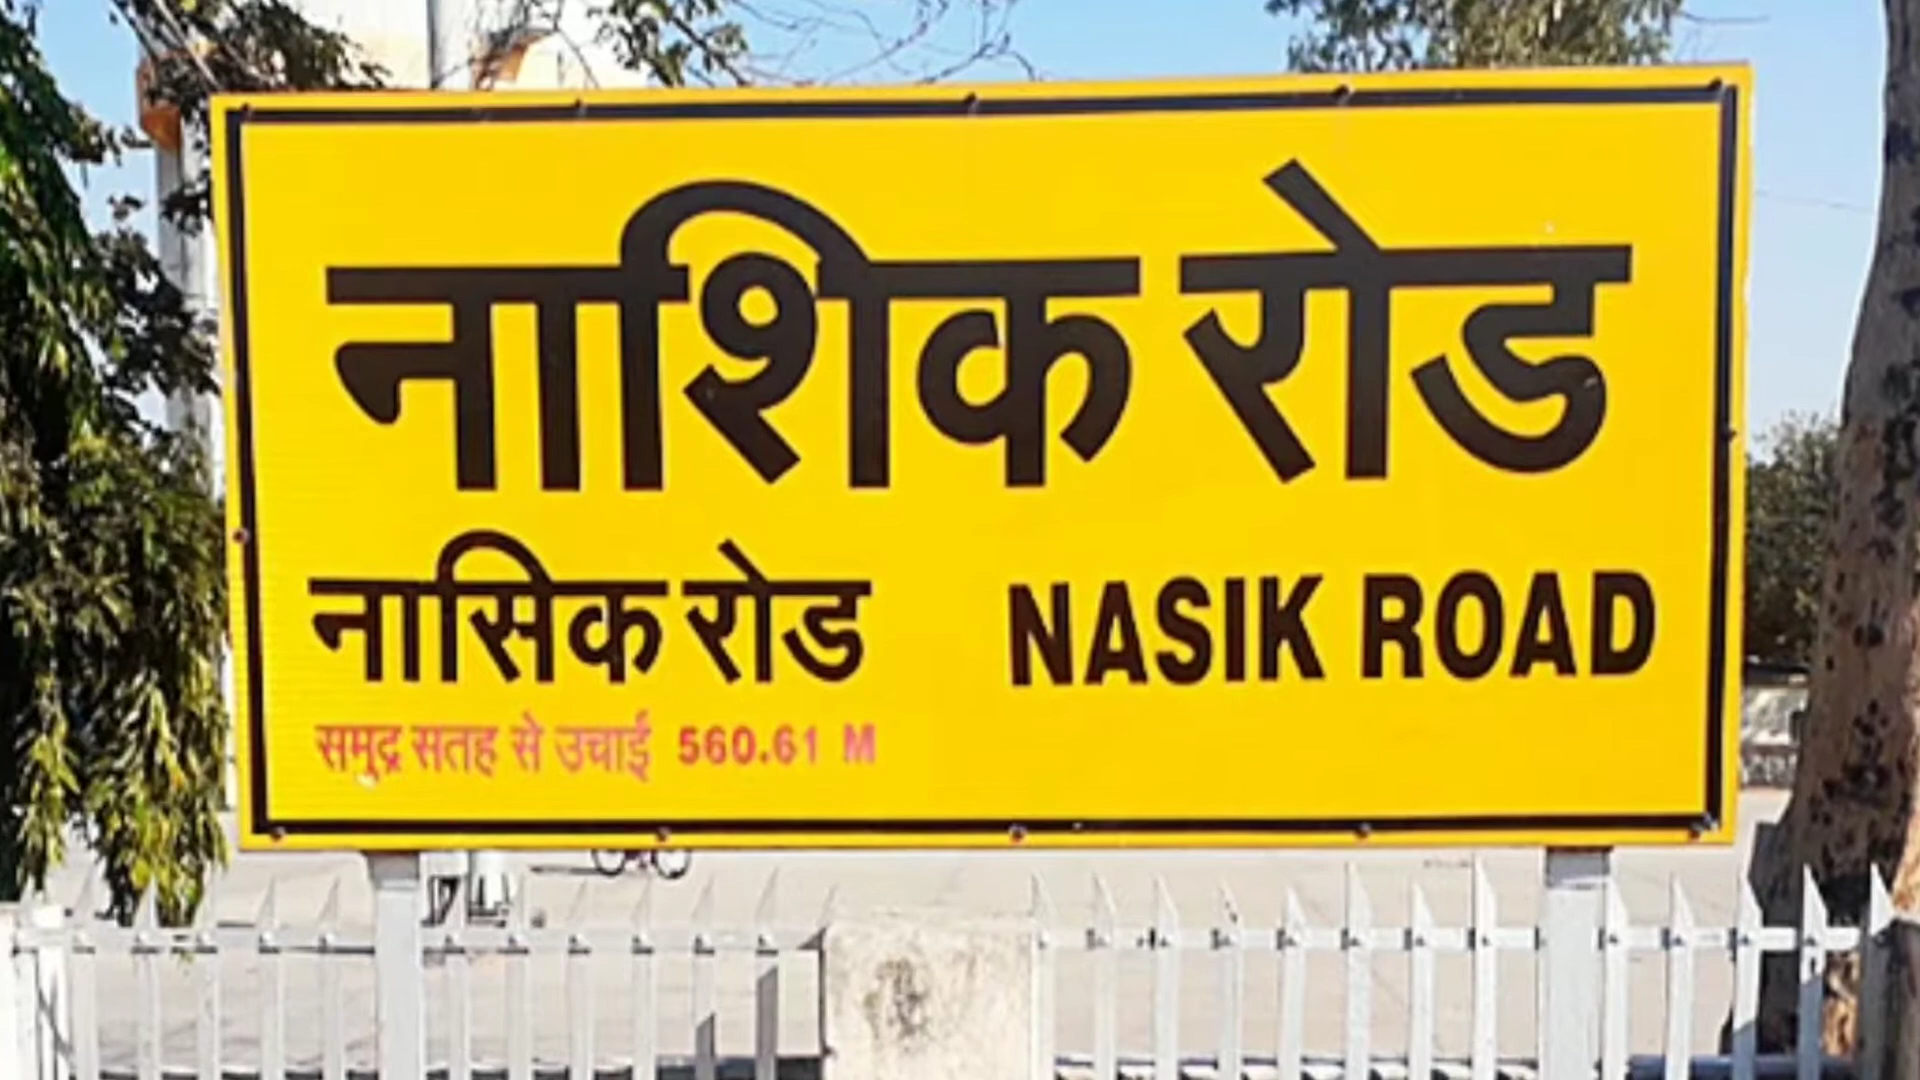 नाशिक रोड
नासिक रोड NASIK ROAD
समुद्र सतह से उचाई 560.61 M